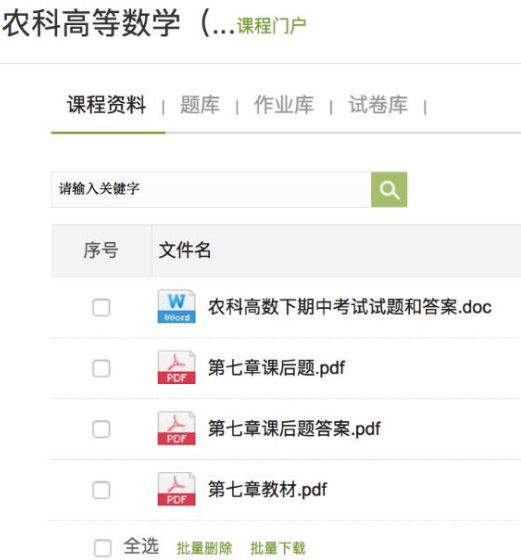 农科高等数学（...课程门户
课程资料 | 题库 | 作业库 | 试卷库 |
请输入关键字
序号 文件名
W Word 农科高数下期中考试试题和答案.doc
PDF 第七章课后题.pdf
PDF 第七章课后题答案.pdf
PDF 第七章教材.pdf
全选 批量删除 批量下载